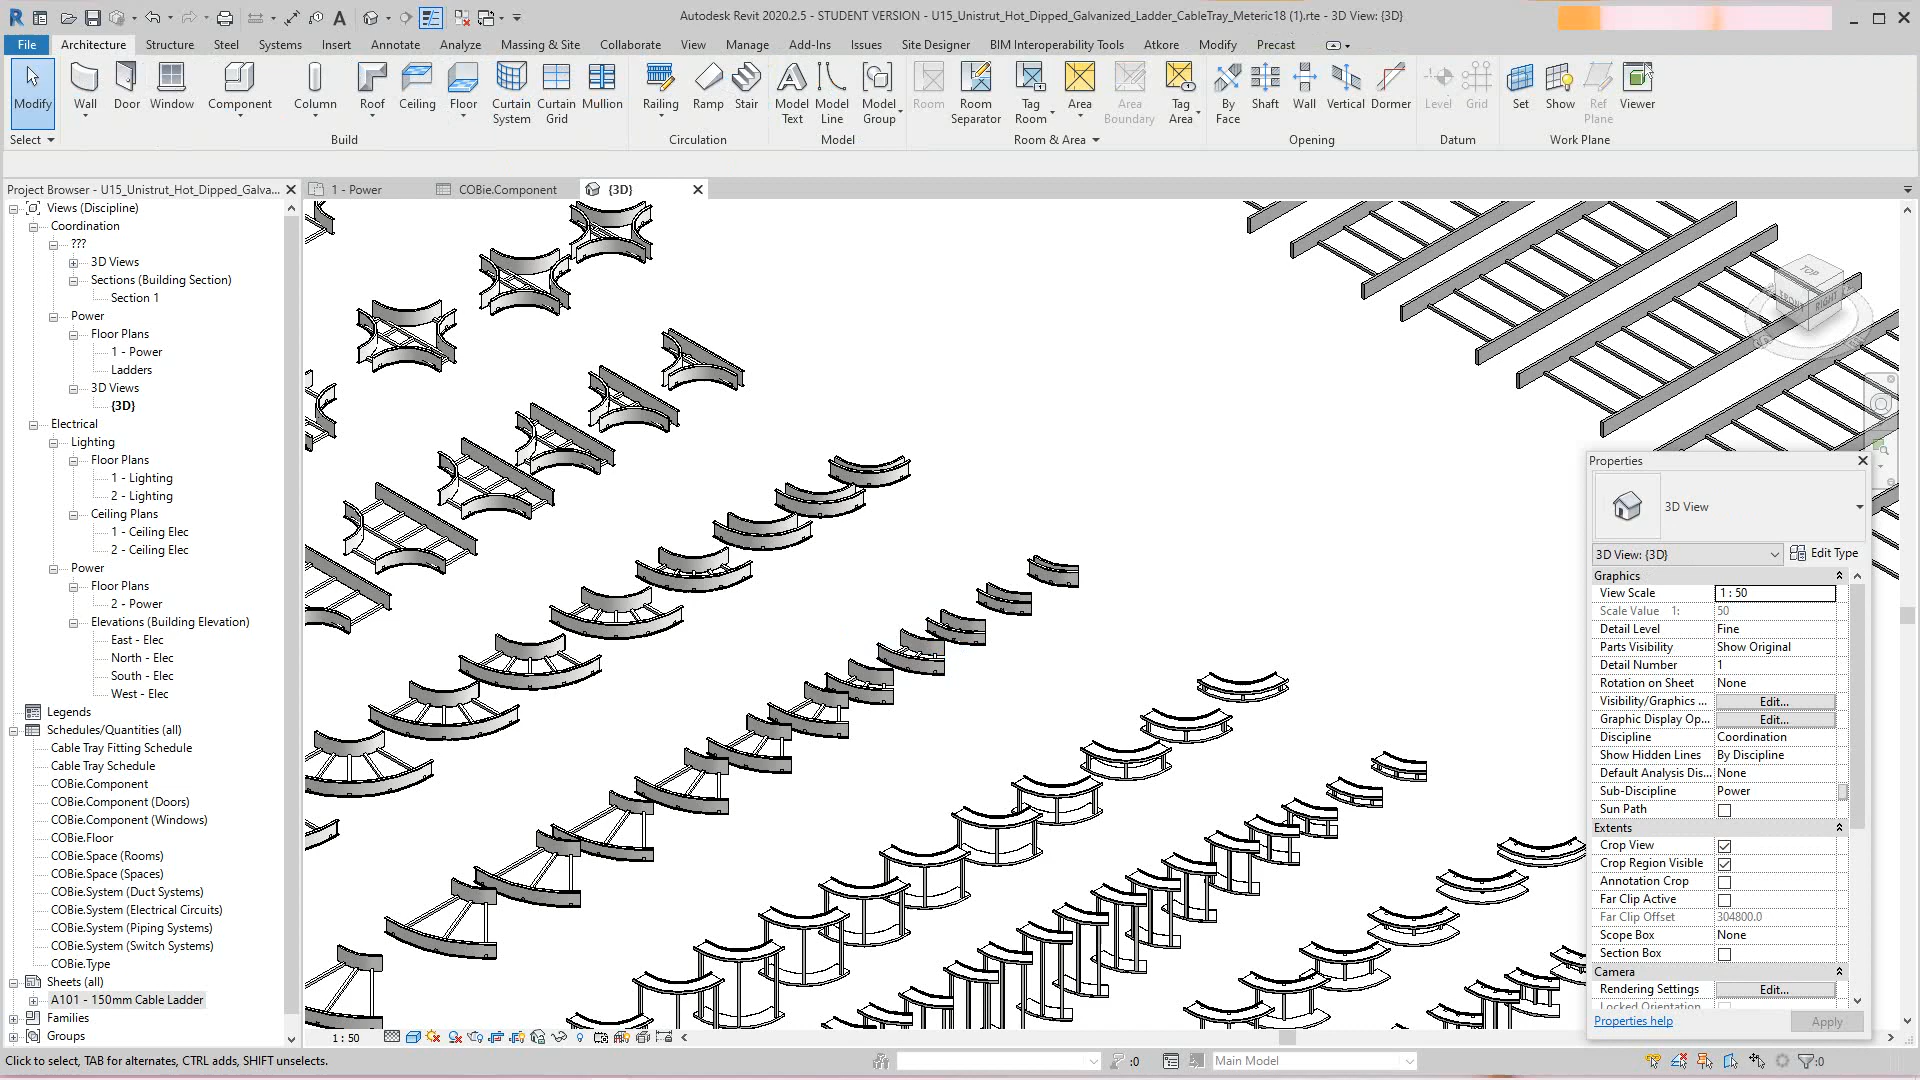 Autodesk Revit 2020.2.5 - STUDENT VERSION - U15_Unistrut_Hot_Dipped_Galvanized_Ladder_CableTray_Meteric18 (1).rte - 3D View: {3D}
File Architecture Structure Steel Systems Insert Annotate Analyze Massing & Site Collaborate View Manage Add-Ins Issues Site Designer BIM Interoperability Tools Atkore Modify Precast
Modify Wall Door Window Component Column Roof Ceiling Floor Curtain System Curtain Grid Mullion Railing Ramp Stair Model Text Model Line Model Group Room Room Separator Tag Room Area Area Boundary Tag Area By Face Shaft Wall Vertical Dormer Level Grid Set Show Ref Plane Viewer
Select Build Circulation Model Room & Area Opening Datum Work Plane
Project Browser - U15_Unistrut_Hot_Dipped_Galva...
1 - Power COBie.Component {3D}
Views (Discipline)
Coordination
???
3D Views
Sections (Building Section)
Section 1
Power
Floor Plans
1 - Power
Ladders
3D Views
{3D}
Electrical
Lighting
Floor Plans
1 - Lighting
2 - Lighting
Ceiling Plans
1 - Ceiling Elec
2 - Ceiling Elec
Power
Floor Plans
2 - Power
Elevations (Building Elevation)
East - Elec
North - Elec
South - Elec
West - Elec
Legends
Schedules/Quantities (all)
Cable Tray Fitting Schedule
Cable Tray Schedule
COBie.Component
COBie.Component (Doors)
COBie.Component (Windows)
COBie.Floor
COBie.Space (Rooms)
COBie.Space (Spaces)
COBie.System (Duct Systems)
COBie.System (Electrical Circuits)
COBie.System (Piping Systems)
COBie.System (Switch Systems)
COBie.Type
Sheets (all)
A101 - 150mm Cable Ladder
Families
Groups
TOP
FRONT RIGHT
Properties
3D View
3D View: {3D} Edit Type
Graphics
View Scale 1 : 50
Scale Value 1: 50
Detail Level Fine
Parts Visibility Show Original
Detail Number 1
Rotation on Sheet None
Visibility/Graphics ... Edit...
Graphic Display Op... Edit...
Discipline Coordination
Show Hidden Lines By Discipline
Default Analysis Dis... None
Sub-Discipline Power
Sun Path
Extents
Crop View
Crop Region Visible
Annotation Crop
Far Clip Active
Far Clip Offset 304800.0
Scope Box None
Section Box
Camera
Rendering Settings Edit...
Locked Orientation
Properties help Apply
1 : 50
Click to select, TAB for alternates, CTRL adds, SHIFT unselects.
:0 Main Model :0